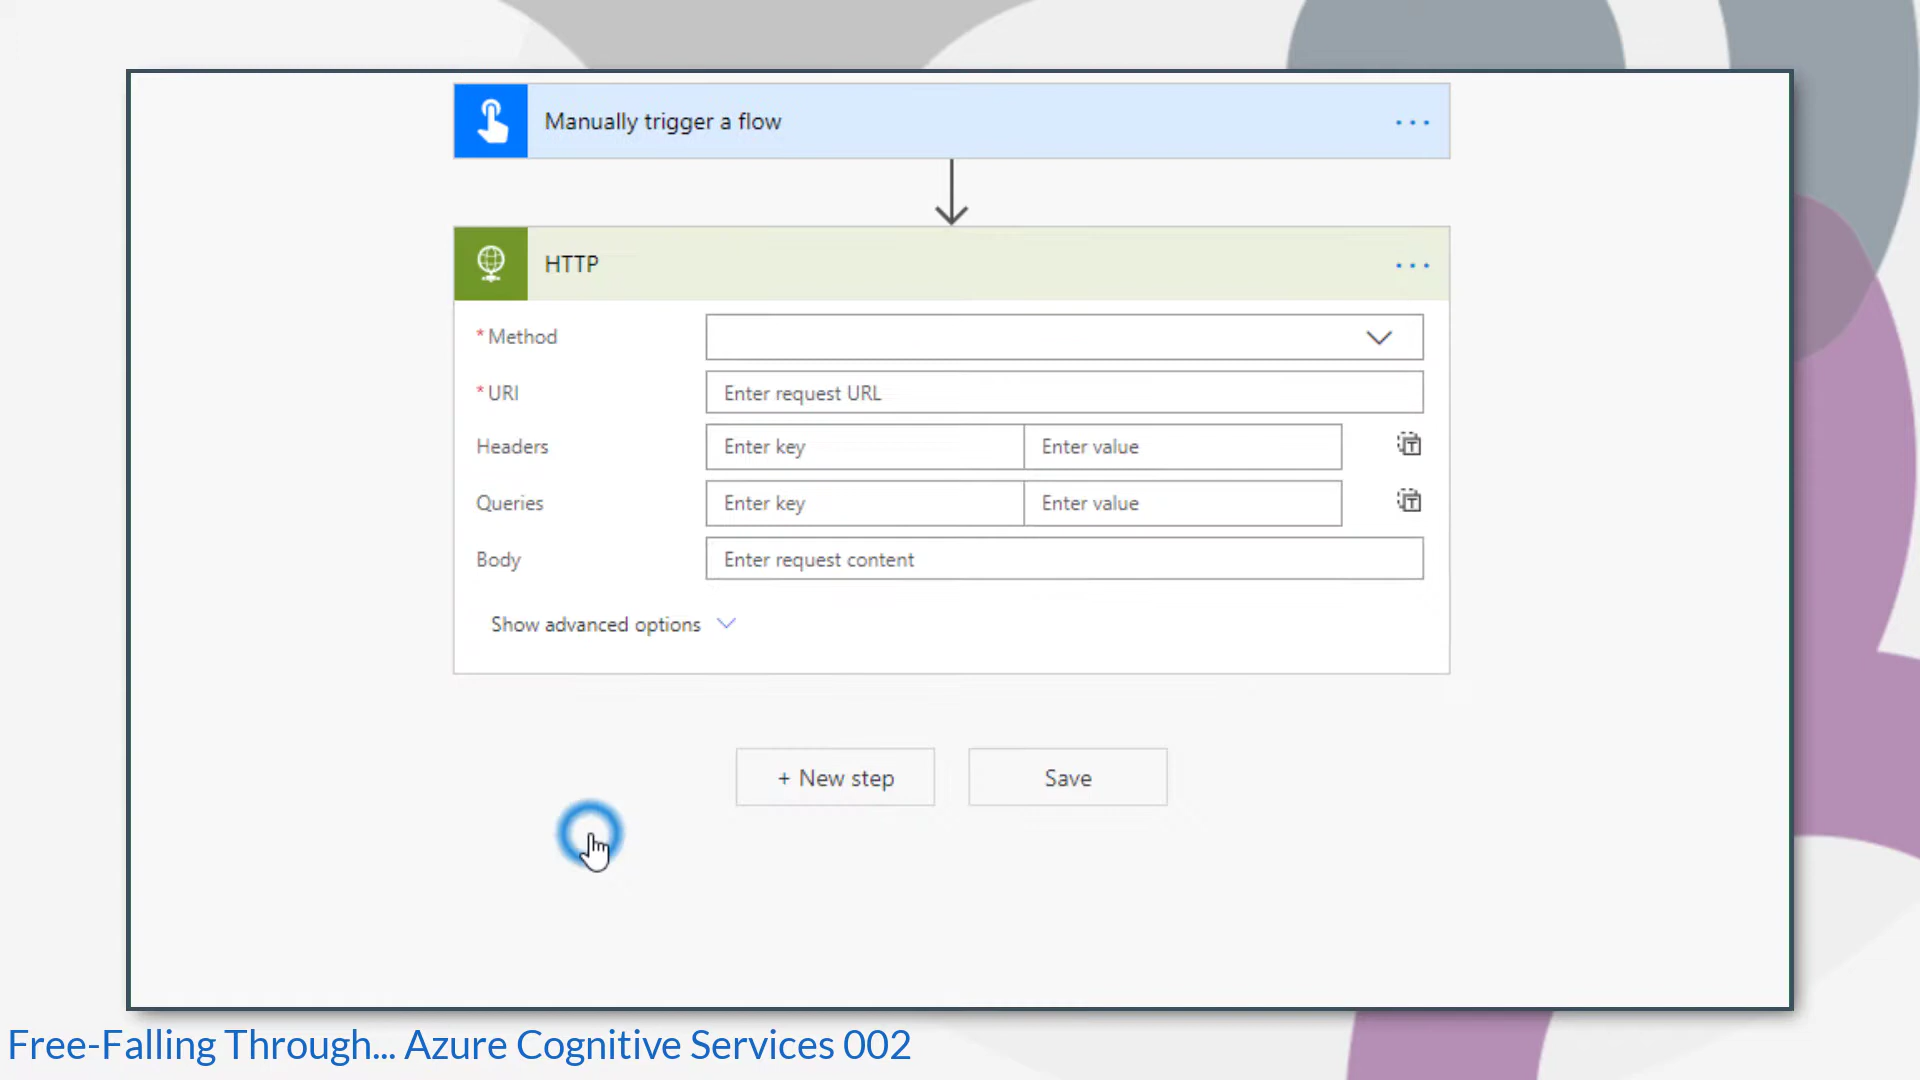 Manually trigger a flow
HTTP
* Method
* URI
Enter request URL
Headers
Enter key
Enter value
Queries
Enter key
Enter value
Body
Enter request content
Show advanced options
+ New step
Save
Free-Falling Through... Azure Cognitive Services 002